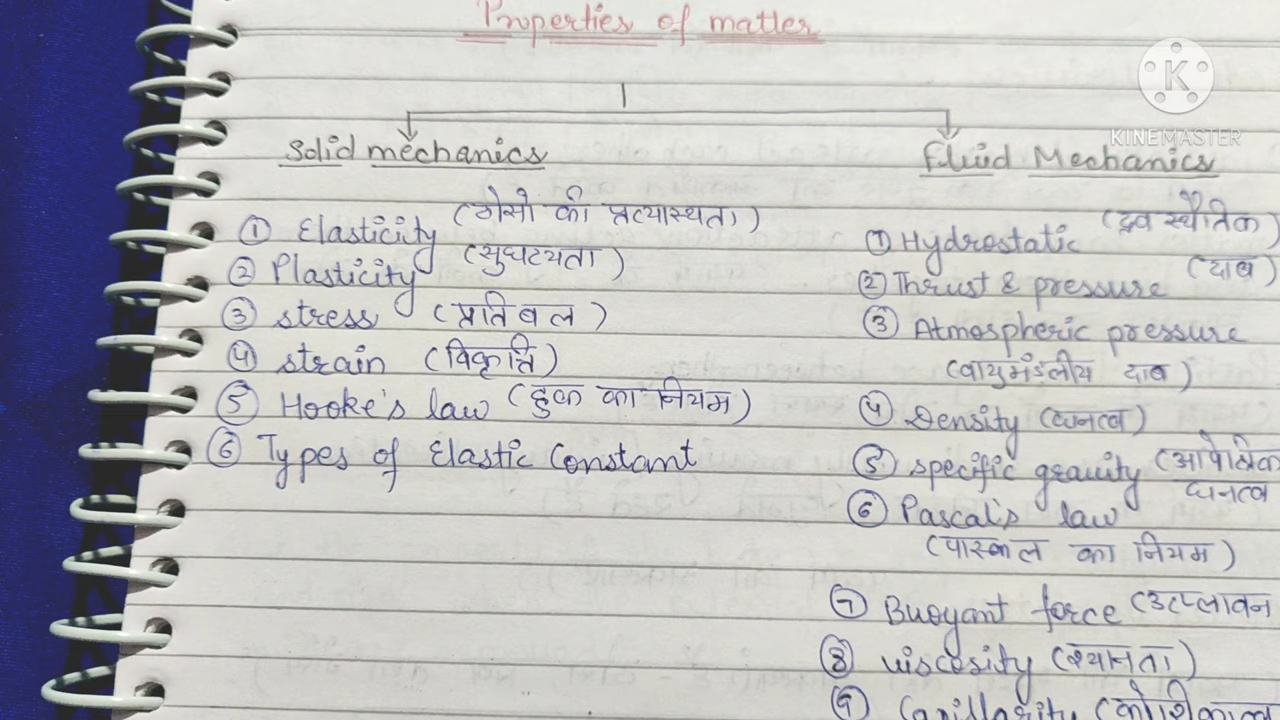 Properties of matter
K
KINEMASTER
Solid mechanics
① Elasticity (ठोसो की प्रत्यास्थता)
② Plasticity (सुघटयता)
③ stress (प्रतिबल)
④ strain (विकृत्ति)
⑤ Hooke's law (हुक का नियम)
⑥ Types of Elastic Constant
Fluid Mechanics
① Hydrostatic (द्रव स्थैतिक)
② Thrust & pressure (दाब)
③ Atmospheric pressure
(वायुमंडलीय दाब)
④ Density (घनत्व)
⑤ specific gravity (आपेक्षिक
घनत्व
⑥ Pascal's law
(पास्कल का नियम)
⑦ Buoyant force (उत्प्लावन
⑧ viscosity (श्यानता)
⑨ Capillarity